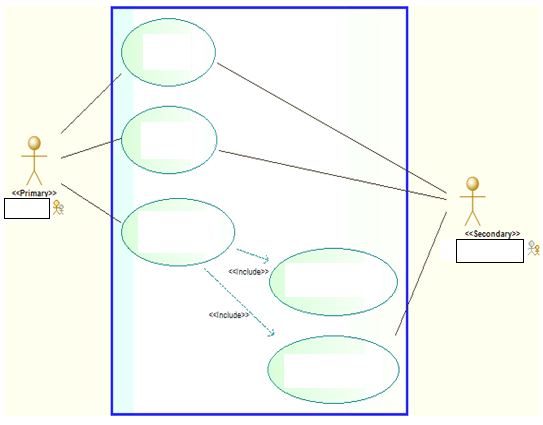 <<Primary>>
<<Secondary>>
<<Include>>
<<Include>>